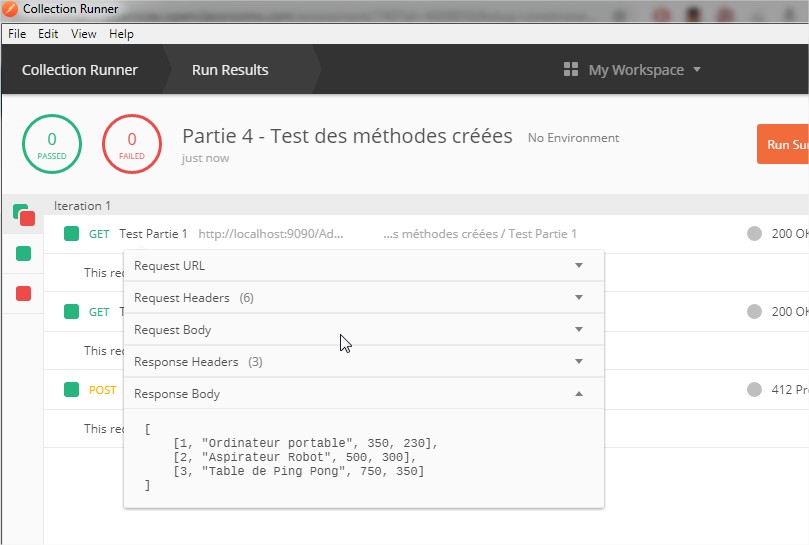 Collection Runner
File Edit View Help
Collection Runner Run Results My Workspace
0 PASSED
0 FAILED
Partie 4 - Test des méthodes créées No Environment
just now
Run Su
Iteration 1
GET Test Partie 1 http://localhost:9090/Ad... ...s méthodes créées / Test Partie 1 200 OK
This re
Request URL
Request Headers (6)
GET T 200 OK
Request Body
This re
Response Headers (3)
POST 412 Pr
Response Body
This re
[
[1, "Ordinateur portable", 350, 230],
[2, "Aspirateur Robot", 500, 300],
[3, "Table de Ping Pong", 750, 350]
]